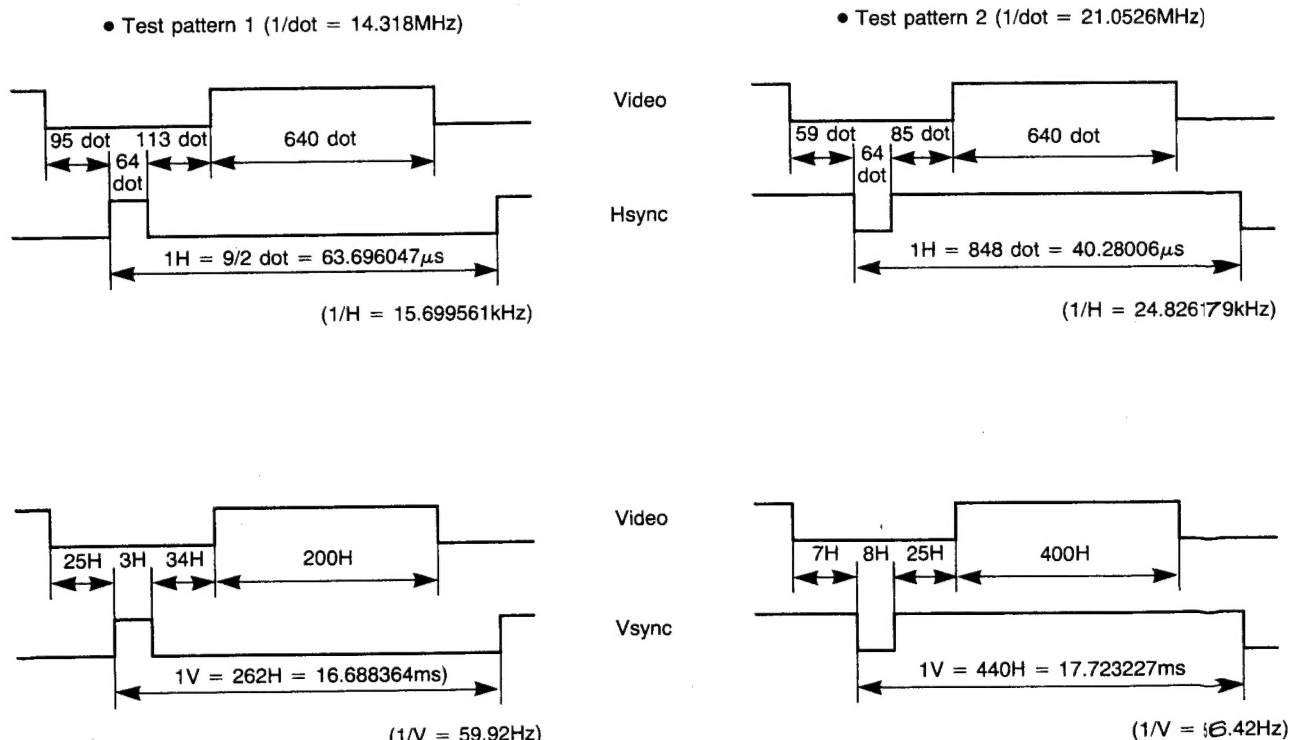 ● Test pattern 1 (1/dot = 14.318MHz)
● Test pattern 2 (1/dot = 21.0526MHz)
Video
95 dot
113 dot
640 dot
64
dot
59 dot
85 dot
640 dot
64
dot
Hsync
1H = 9/2 dot = 63.696047μs
1H = 848 dot = 40.28006μs
(1/H = 15.699561kHz)
(1/H = 24.826179kHz)
Video
25H
3H
34H
200H
7H
8H
25H
400H
Vsync
1V = 262H = 16.688364ms)
1V = 440H = 17.723227ms
(1/V = 59.92Hz)
(1/V = 56.42Hz)